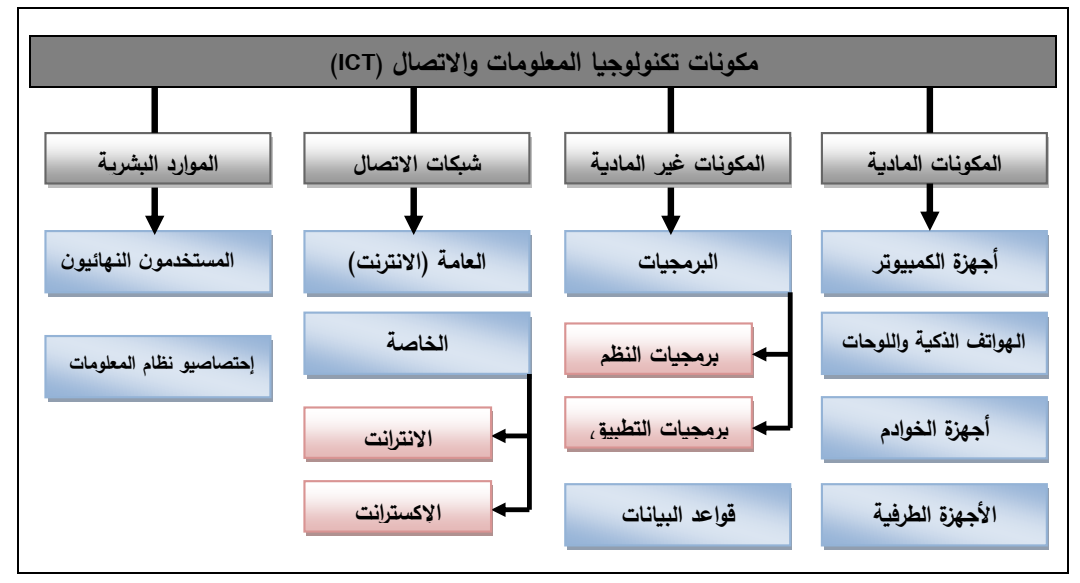 مكونات تكنولوجيا المعلومات والاتصال (ICT)
المكونات المادية
المكونات غير المادية
شبكات الاتصال
الموارد البشرية
أجهزة الكمبيوتر
البرمجيات
العامة (الانترنت)
المستخدمون النهائيون
الهواتف الذكية واللوحات
برمجيات النظم
الخاصة
إحتصاصيو نظام المعلومات
أجهزة الخوادم
برمجيات التطبيق
الانترانت
الأجهزة الطرفية
قواعد البيانات
الإكسترانت